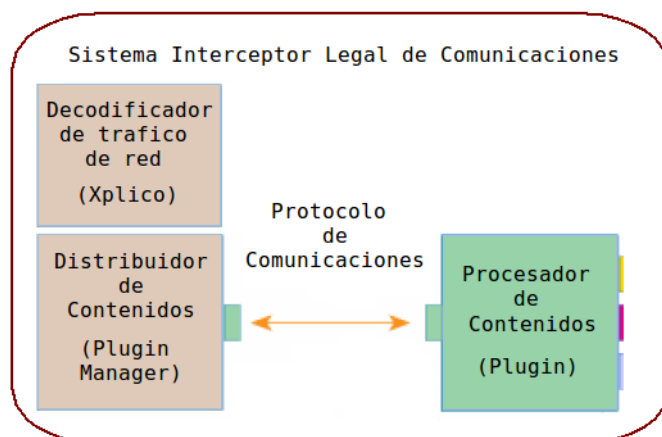 Sistema Interceptor Legal de Comunicaciones
Decodificador
de trafico
de red
(Xplico)
Protocolo
de
Comunicaciones
Distribuidor
de
Contenidos
(Plugin
Manager)
Procesador
de
Contenidos
(Plugin)